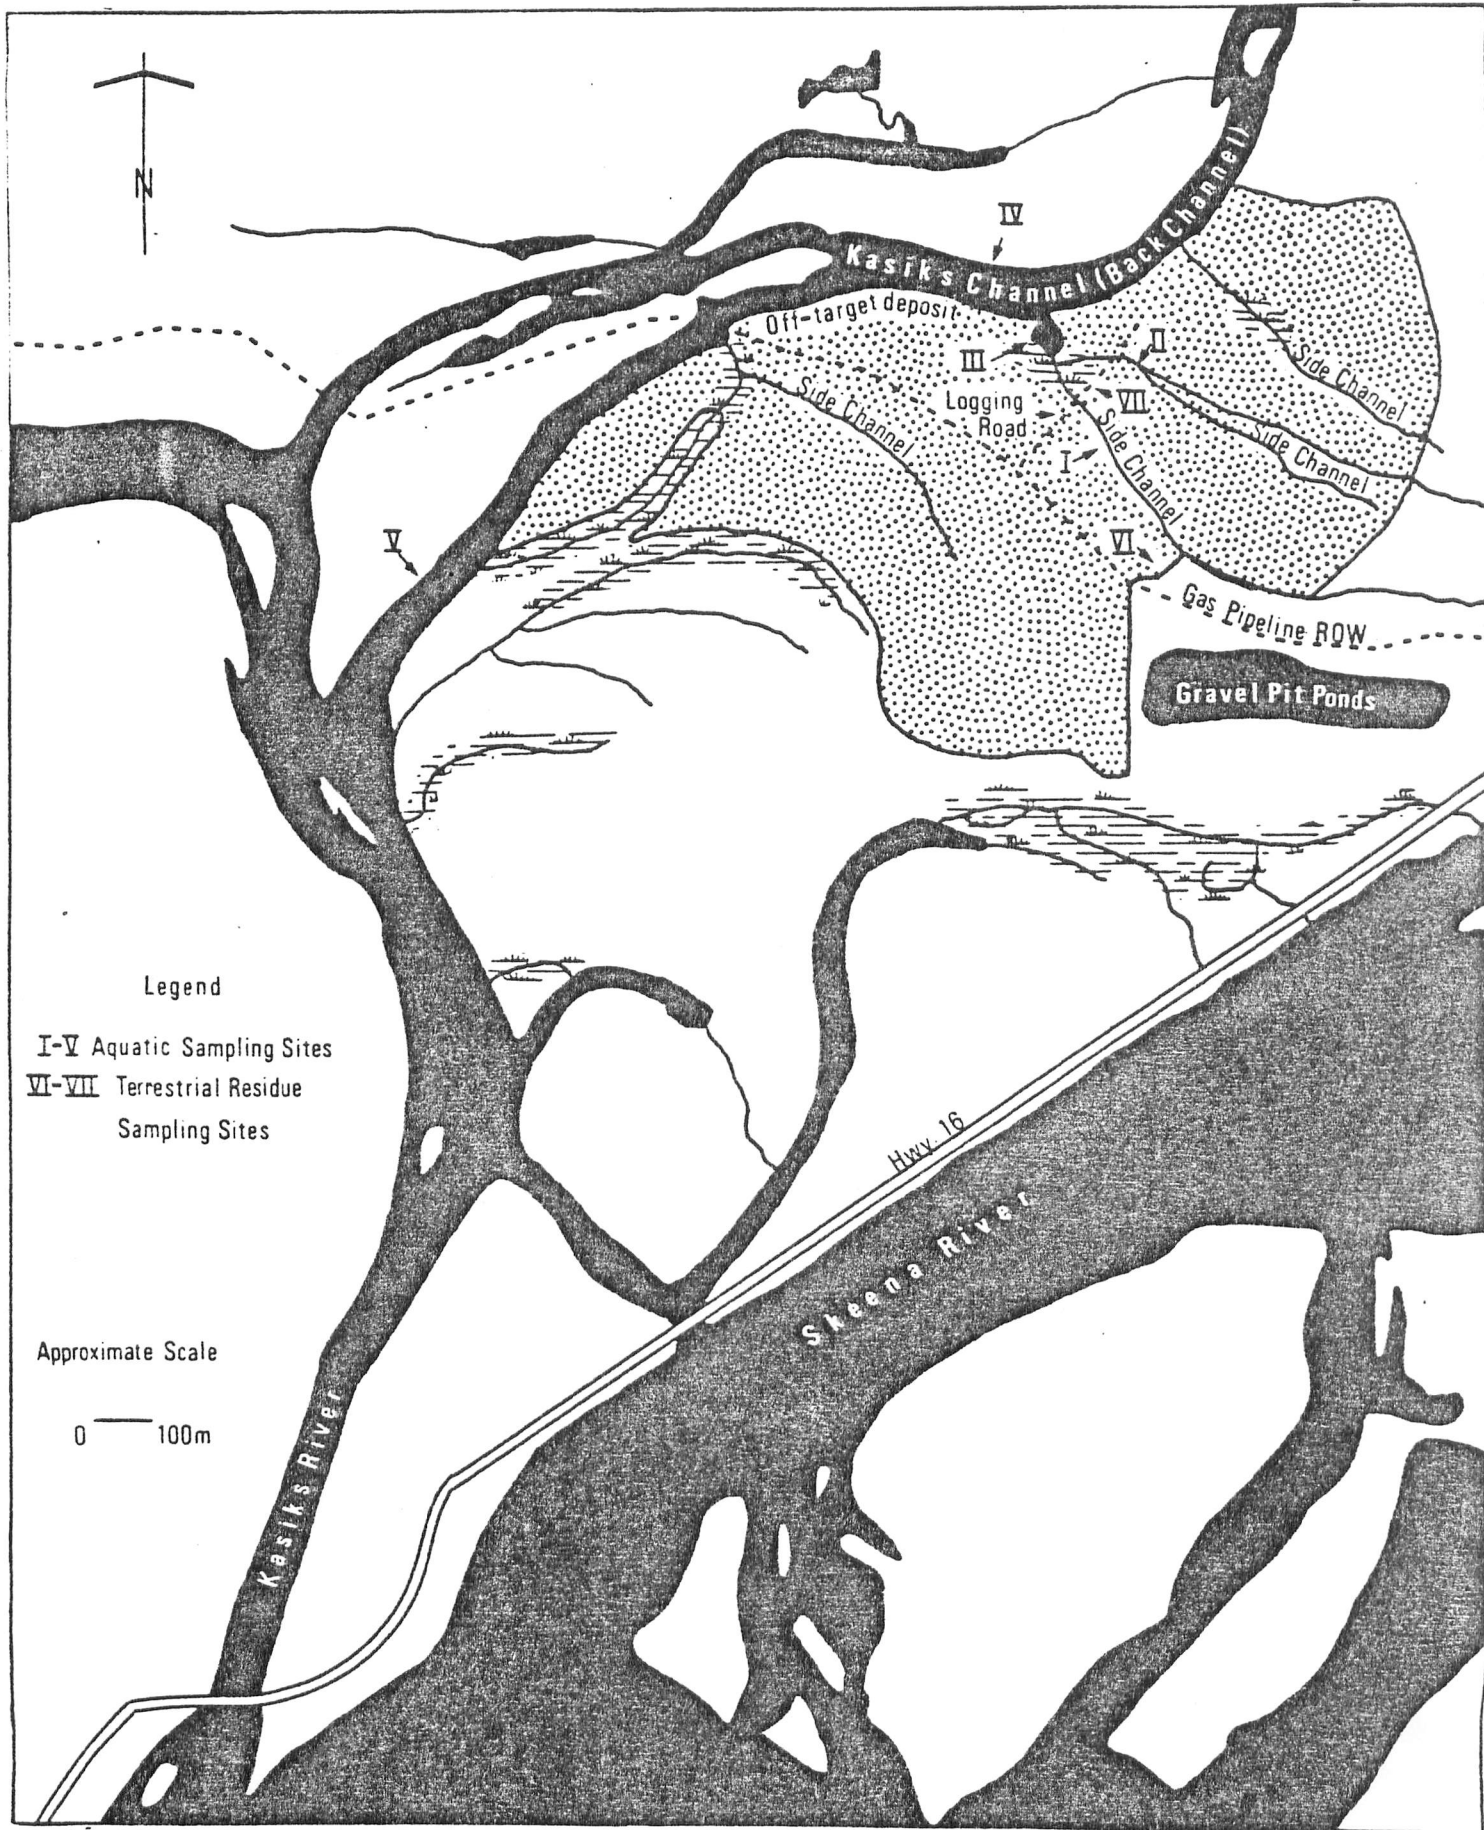 N
IV
Kasiks Channel (Back Channel)
Off-target deposit
III
II
Side Channel
Logging
Road
VII
Side Channel
Side Channel
Side Channel
I
V
VI
Gas Pipeline ROW
Gravel Pit Ponds
Legend
I-V Aquatic Sampling Sites
VI-VII Terrestrial Residue
Sampling Sites
Hwy. 16
Skeena River
Approximate Scale
0 100m
Kasiks River